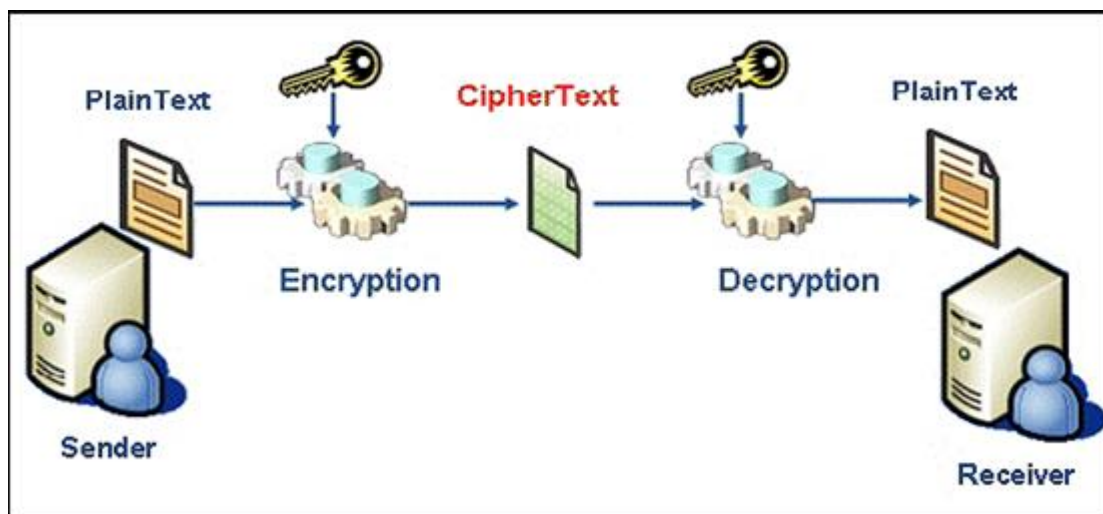 PlainText
CipherText
PlainText
Encryption
Decryption
Sender
Receiver